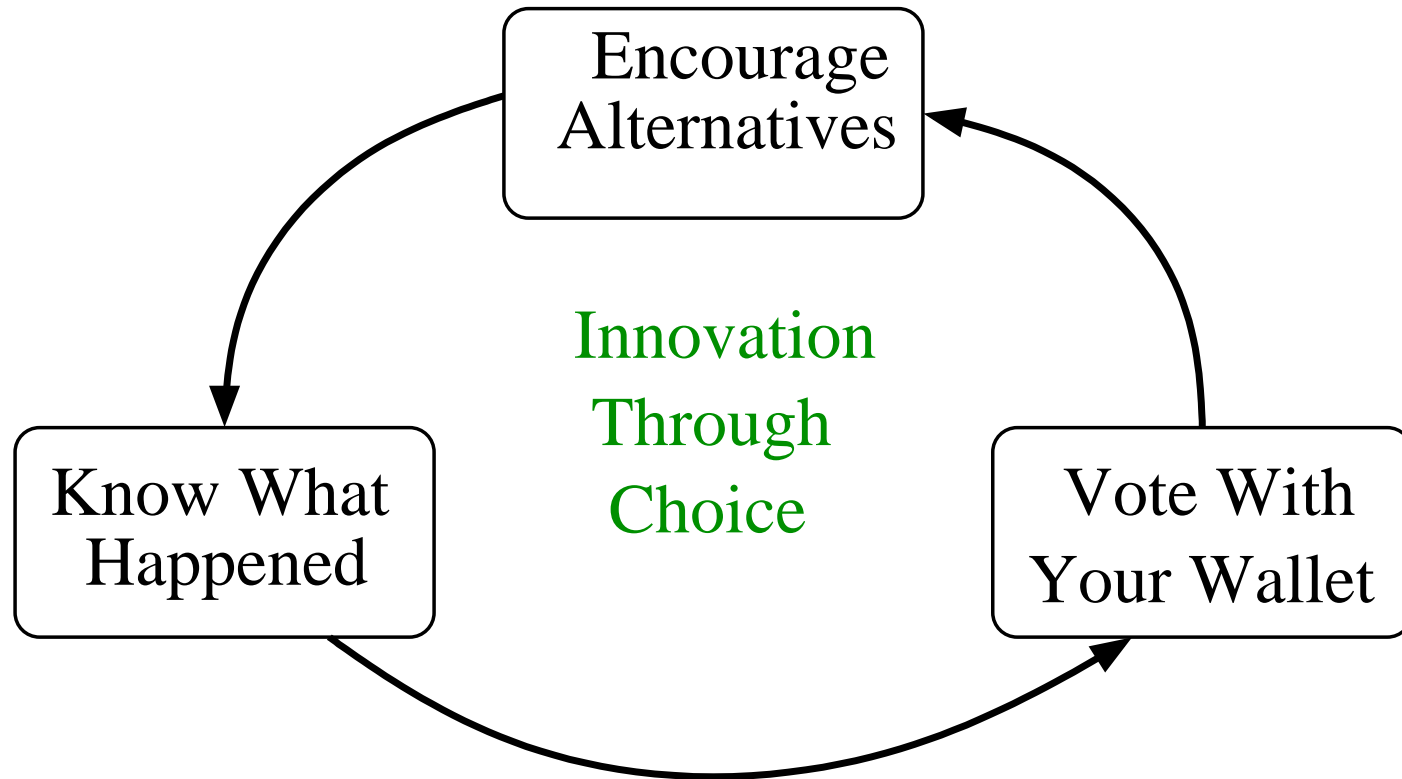 Encourage
Alternatives
Innovation
Through
Choice
Know What
Happened
Vote With
Your Wallet